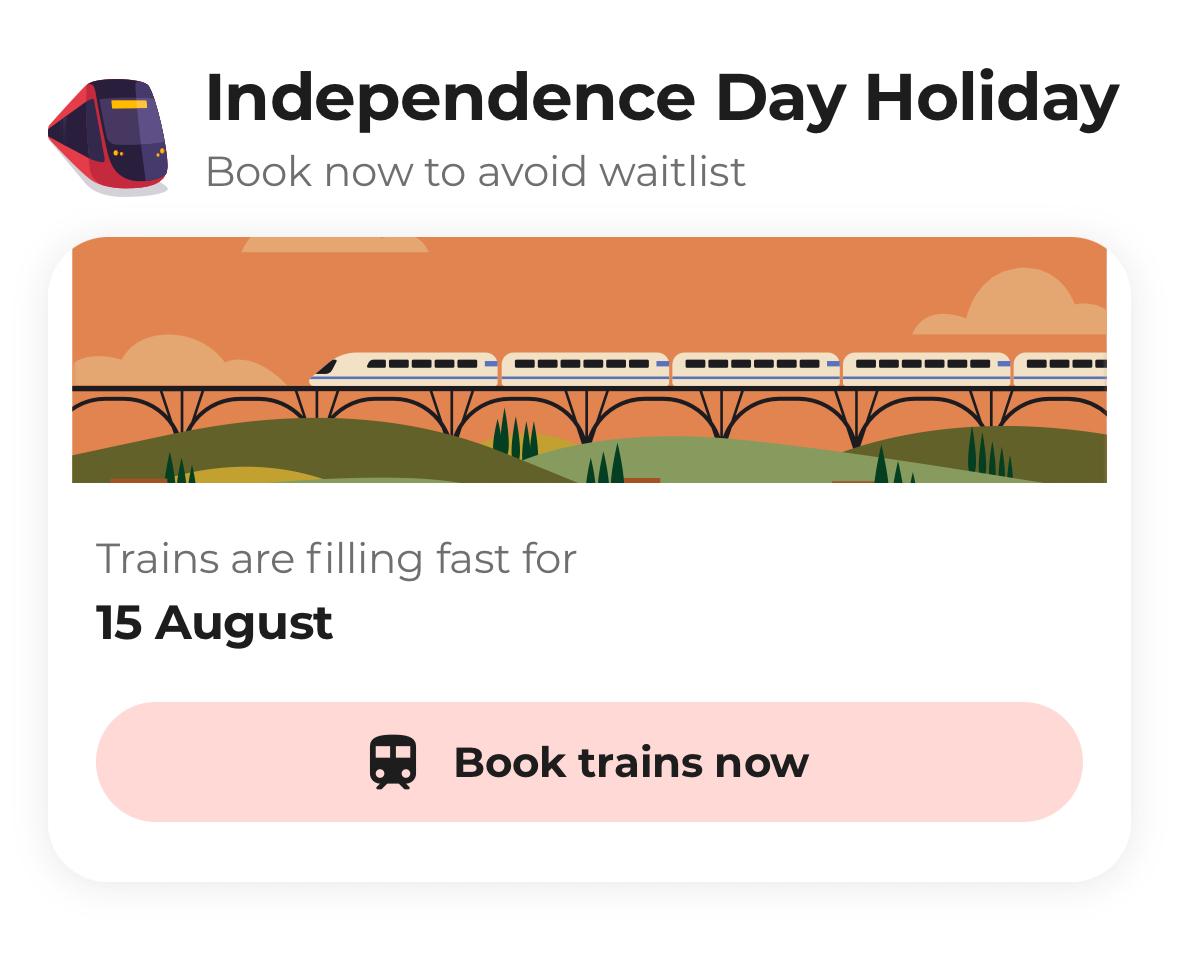 Independence Day Holiday
Book now to avoid waitlist
Trains are filling fast for
15 August
Book trains now